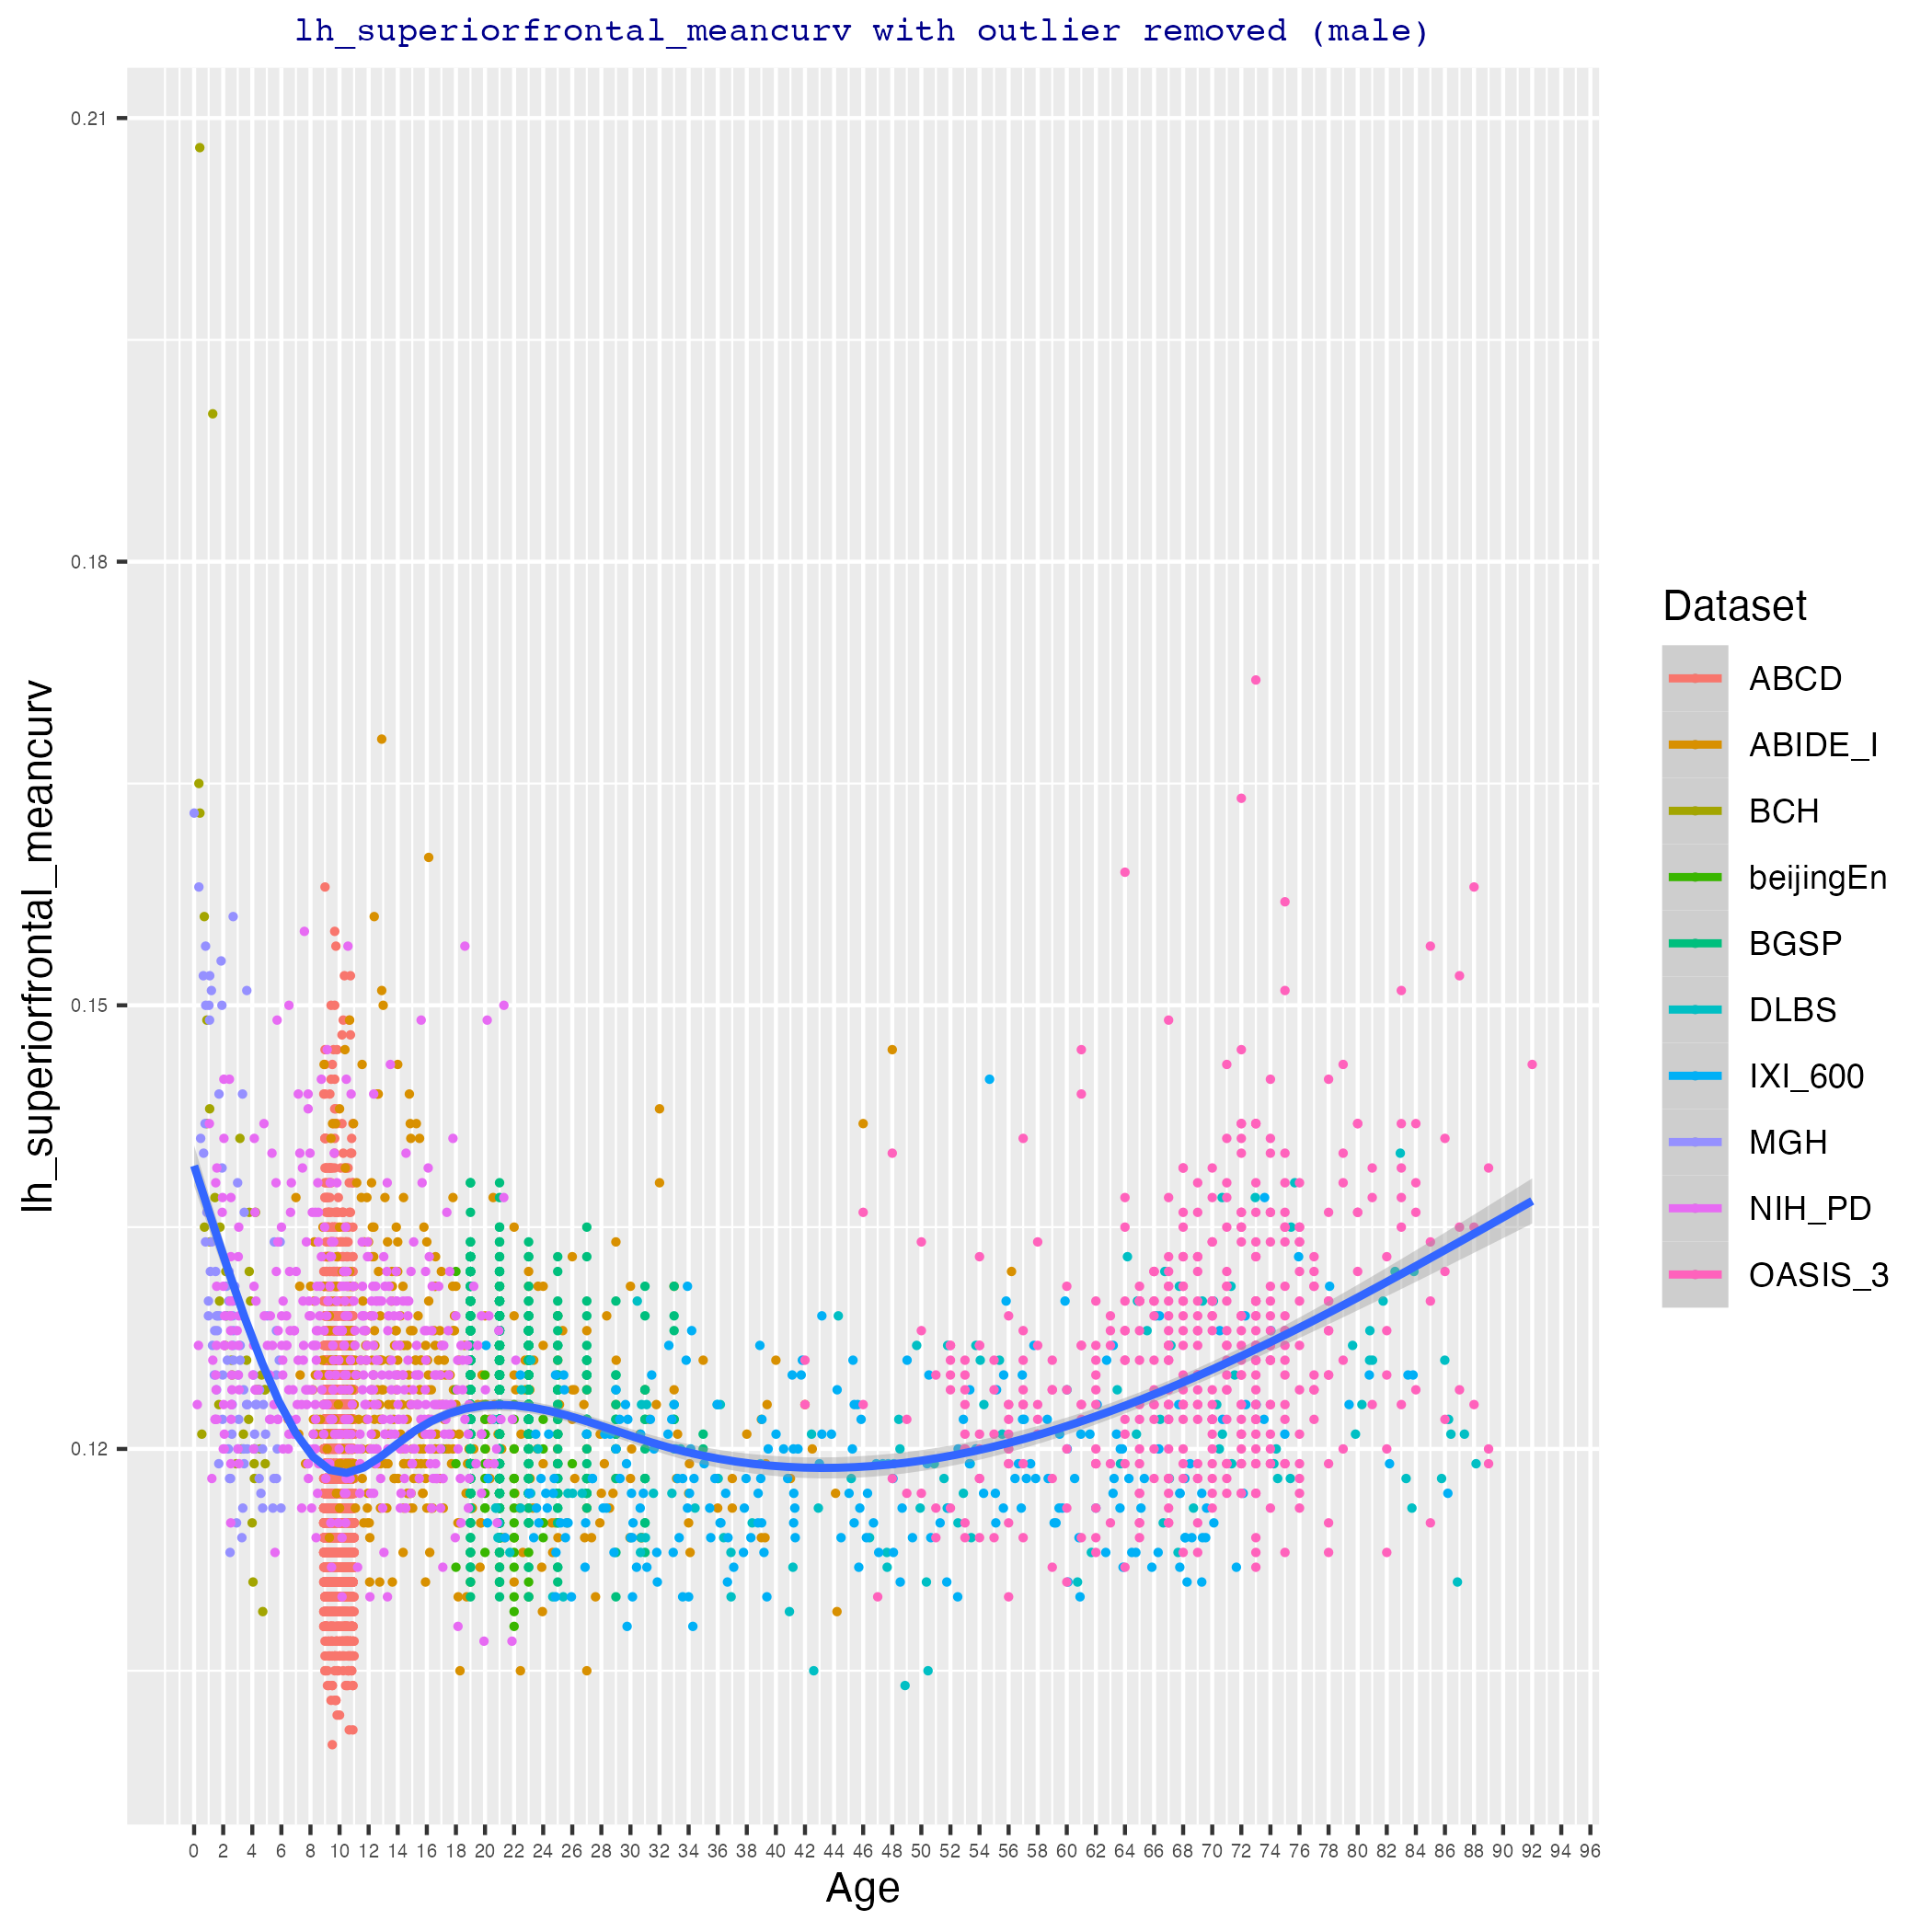 lh_superiorfrontal_meancurv with outlier removed (male)
0.21
0.18
0.15
0.12
lh_superiorfrontal_meancurv
0 2 4 6 8 10 12 14 16 18 20 22 24 26 28 30 32 34 36 38 40 42 44 46 48 50 52 54 56 58 60 62 64 66 68 70 72 74 76 78 80 82 84 86 88 90 92 94 96
Age
Dataset
ABCD
ABIDE_I
BCH
beijingEn
BGSP
DLBS
IXI_600
MGH
NIH_PD
OASIS_3